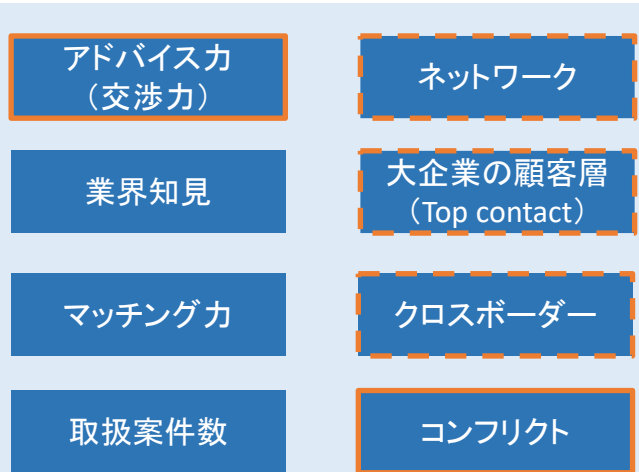 アドバイス力
（交渉力）
ネットワーク
業界知見
大企業の顧客層
（Top contact）
マッチング力
クロスボーダー
取扱案件数
コンフリクト